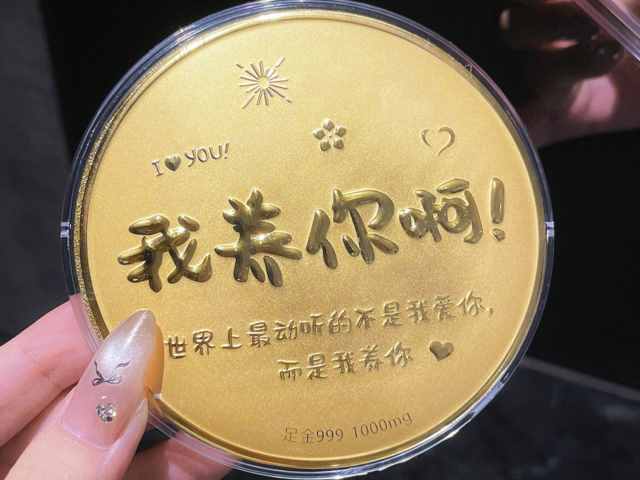 I♥YOU!
我养你啊!
世界上最动听的不是我爱你,
而是我养你
足金999 1000mg